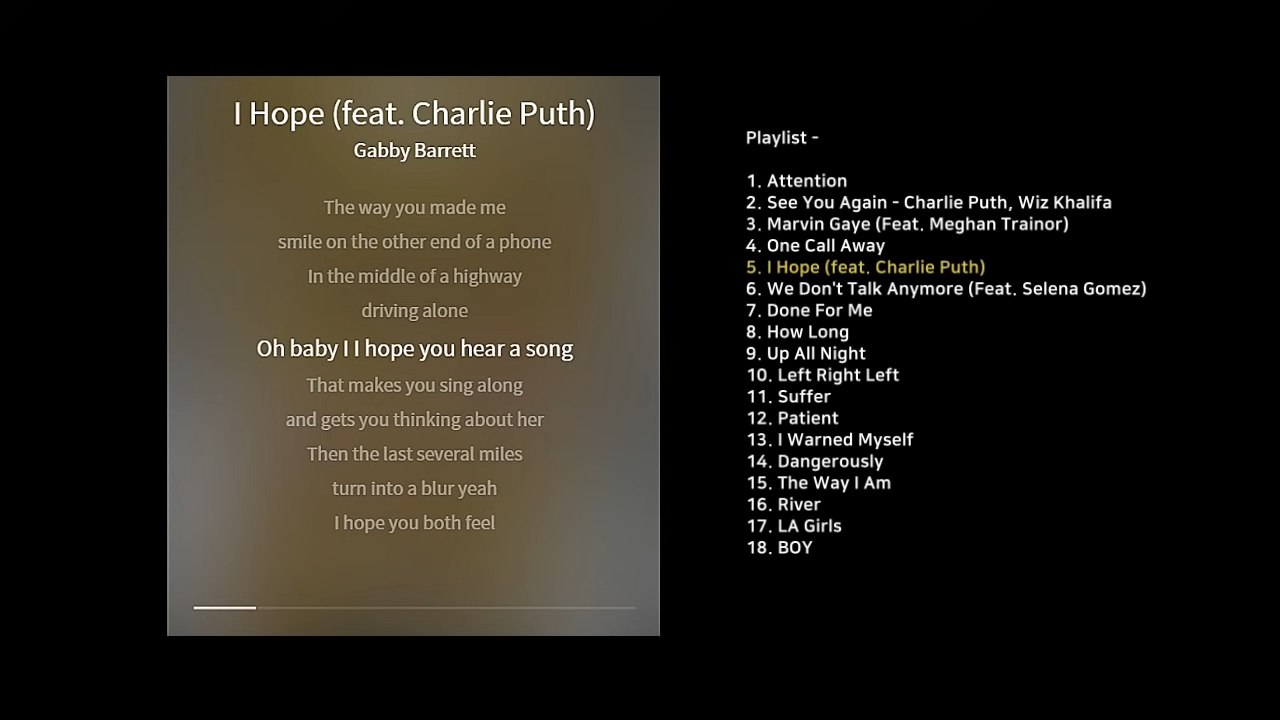 I Hope (feat. Charlie Puth)
Gabby Barrett
The way you made me
smile on the other end of a phone
In the middle of a highway
driving alone
Oh baby I I hope you hear a song
That makes you sing along
and gets you thinking about her
Then the last several miles
turn into a blur yeah
I hope you both feel
Playlist -
1. Attention
2. See You Again - Charlie Puth, Wiz Khalifa
3. Marvin Gaye (Feat. Meghan Trainor)
4. One Call Away
5. I Hope (feat. Charlie Puth)
6. We Don't Talk Anymore (Feat. Selena Gomez)
7. Done For Me
8. How Long
9. Up All Night
10. Left Right Left
11. Suffer
12. Patient
13. I Warned Myself
14. Dangerously
15. The Way I Am
16. River
17. LA Girls
18. BOY